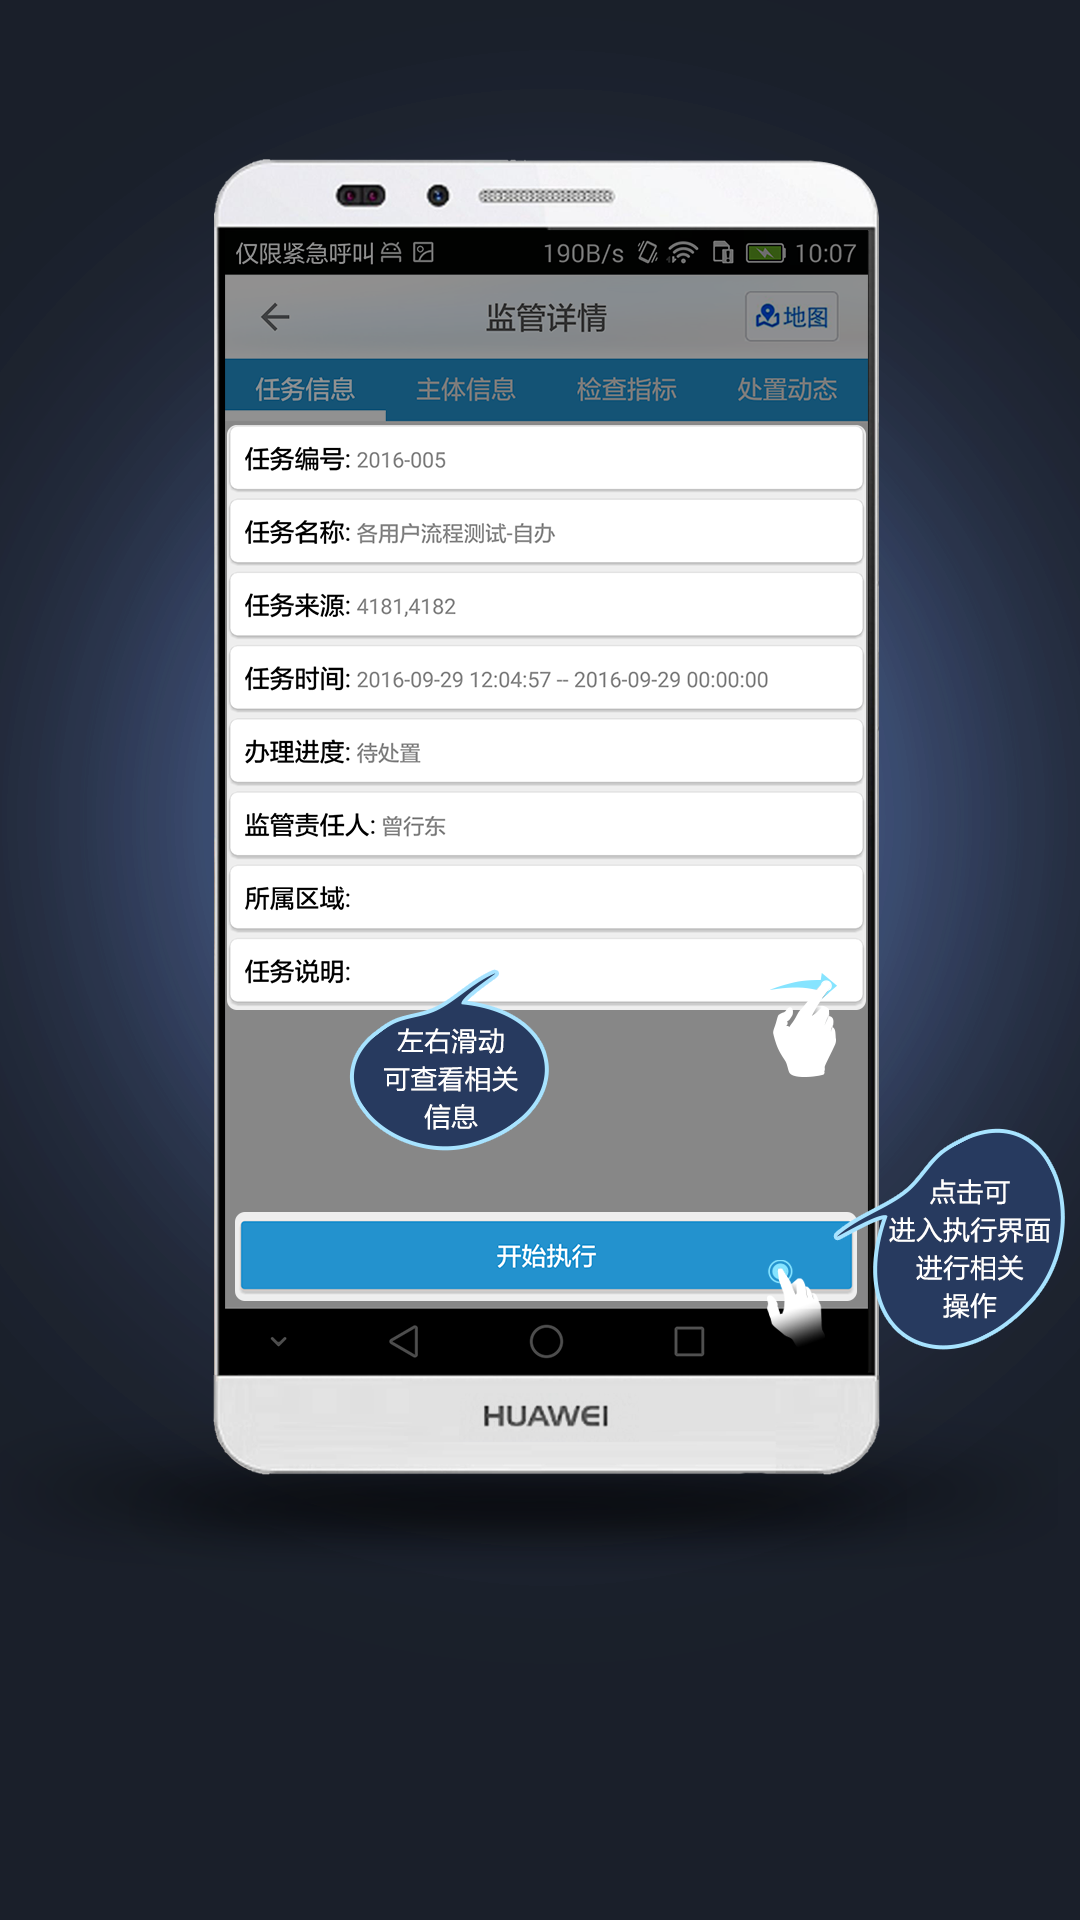 仅限紧急呼叫 190B/s 10:07
监管详情 地图
任务信息 主体信息 检查指标 处置动态
任务编号: 2016-005
任务名称: 各用户流程测试-自办
任务来源: 4181,4182
任务时间: 2016-09-29 12:04:57 -- 2016-09-29 00:00:00
办理进度: 待处置
监管责任人: 曾行东
所属区域:
任务说明:
左右滑动
可查看相关
信息
点击可
进入执行界面
进行相关
操作
开始执行
HUAWEI